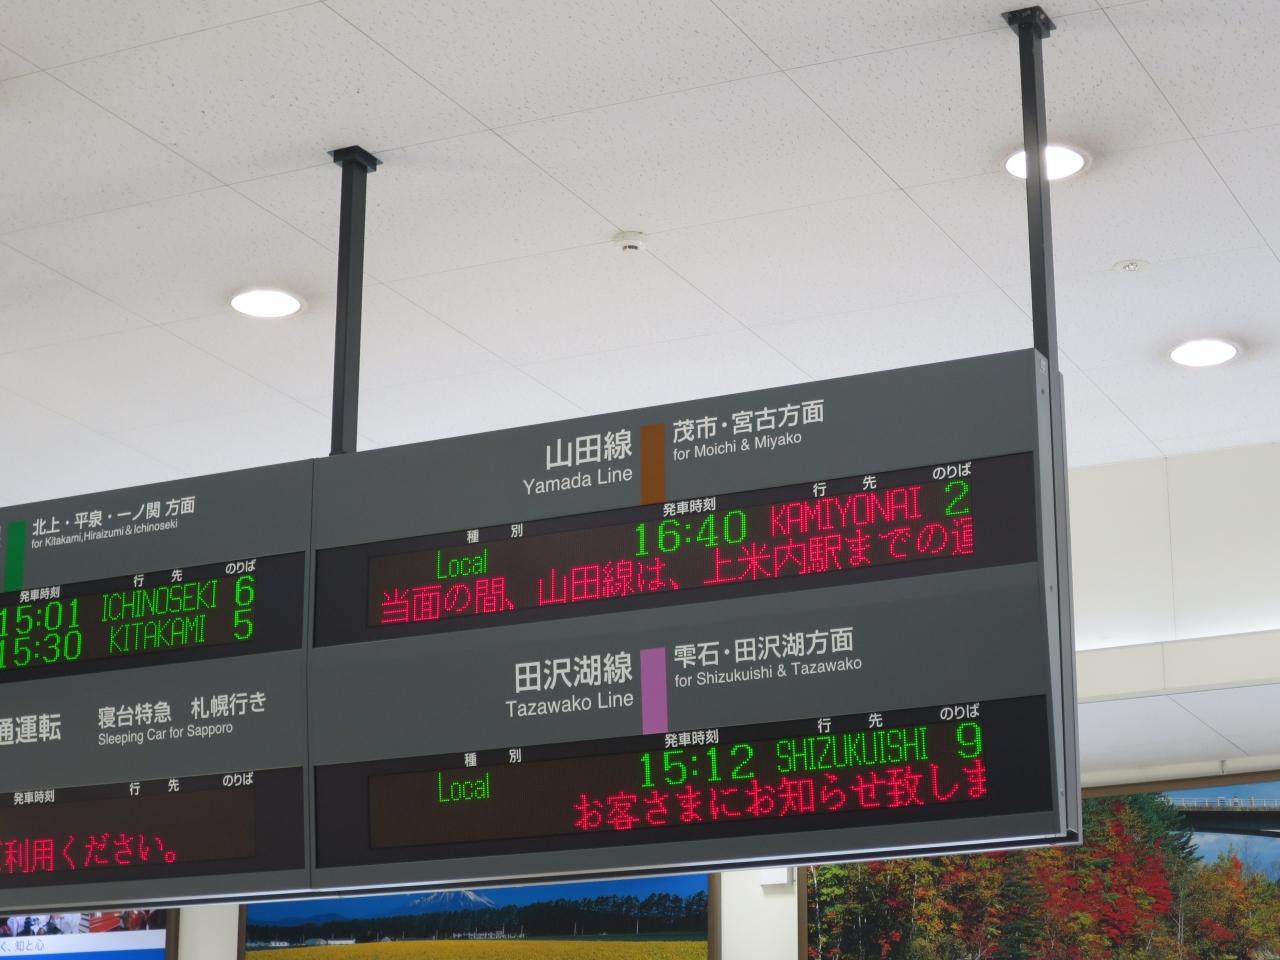 北上・平泉・一ノ関 方面
for Kitakami,Hiraizumi & Ichinoseki
発車時刻 行 先 のりば
15:01 ICHINOSEKI 6
15:30 KITAKAMI 5
通運転 寝台特急 札幌行き
Sleeping Car for Sapporo
発車時刻 行 先 のりば
利用ください。
山田線 茂市・宮古方面
Yamada Line for Moichi & Miyako
種 別 発車時刻 行 先 のりば
Local 16:40 KAMIYONAI 2
当面の間、山田線は、上米内駅までの運
田沢湖線 雫石・田沢湖方面
Tazawako Line for Shizukuishi & Tazawako
種 別 発車時刻 行 先 のりば
Local 15:12 SHIZUKUISHI 9
お客さまにお知らせ致しま
く、知と心